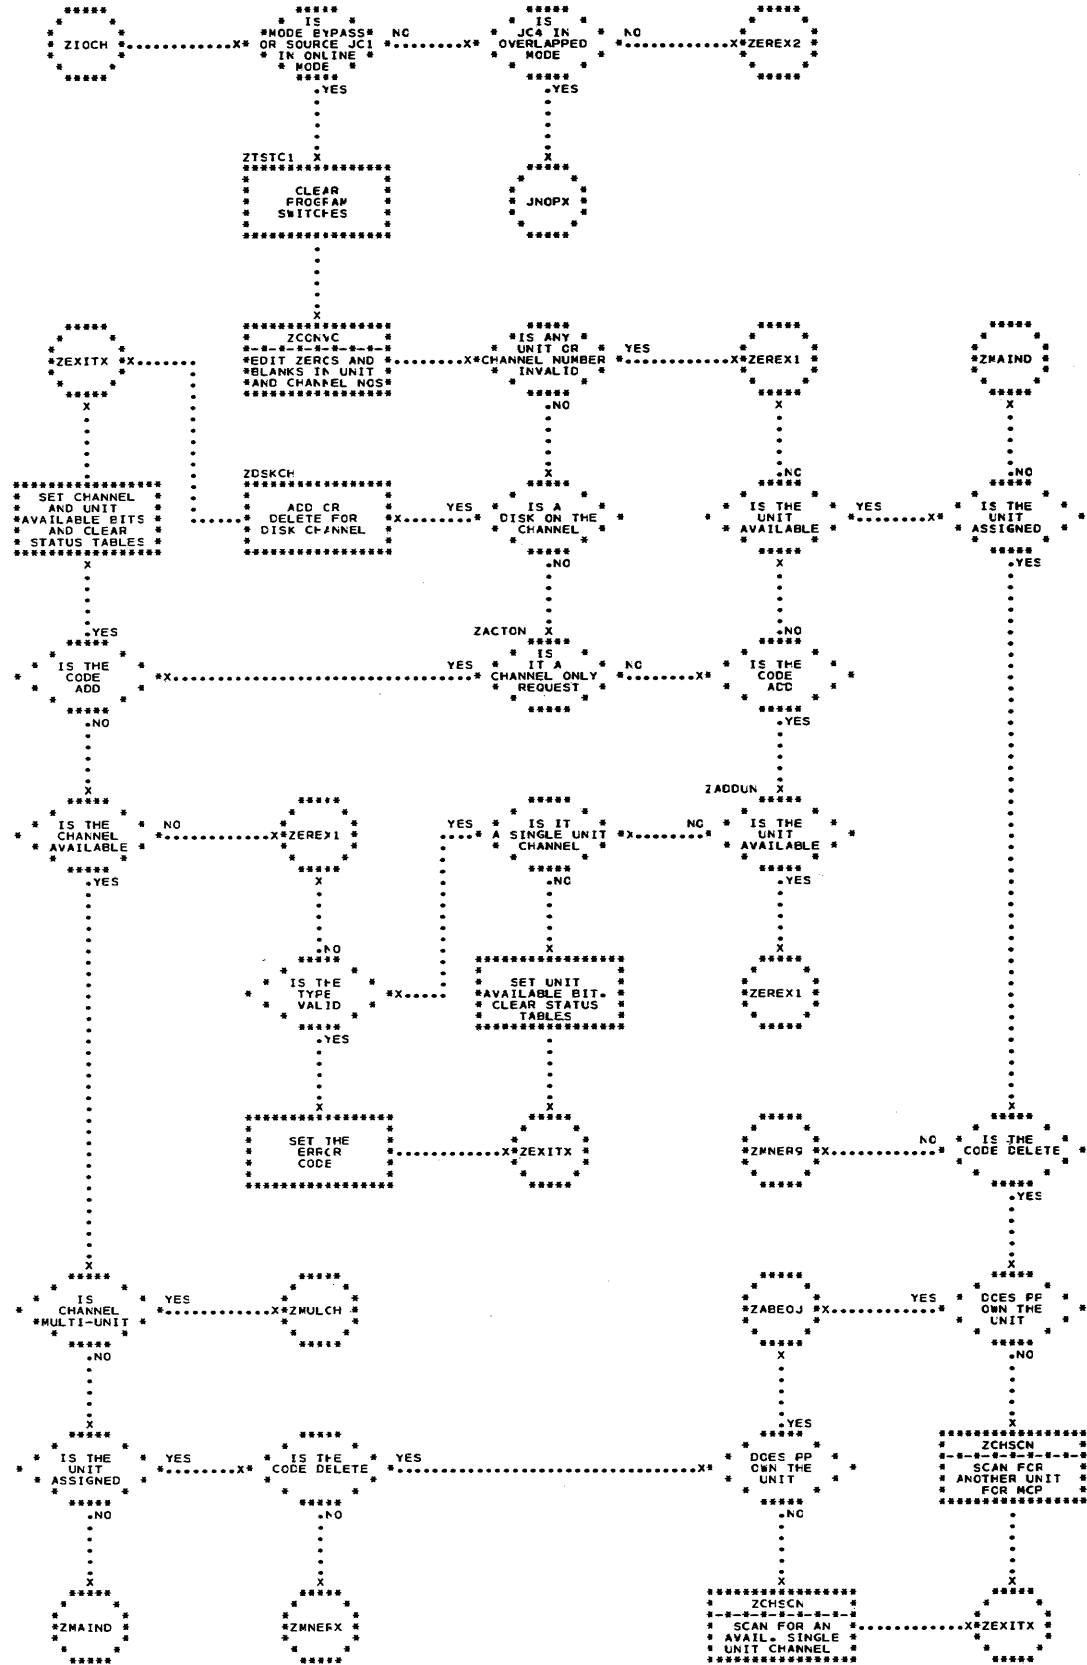 ZIOCH
IS
MODE BYPASS
OR SOURCE JC1
IN ONLINE
MODE
NO
IS
JC4 IN
OVERLAPPED
MODE
NO
ZEREX2
YES
YES
ZTSTC1
CLEAR
PROGRAM
SWITCHES
JNOPX
ZEXITX
ZCONVC
EDIT ZEROS AND
BLANKS IN UNIT
AND CHANNEL NOS
IS ANY
UNIT OR
CHANNEL NUMBER
INVALID
YES
ZEREX1
ZMAIND
NO
SET CHANNEL
AND UNIT
AVAILABLE BITS
AND CLEAR
STATUS TABLES
ZDSKCH
ADD OR
DELETE FOR
DISK CHANNEL
YES
IS A
DISK ON THE
CHANNEL
NO
IS THE
UNIT
AVAILABLE
YES
NO
IS THE
UNIT
ASSIGNED
NO
YES
YES
IS THE
CODE
ADD
YES
ZACTON
IS
IT A
CHANNEL ONLY
REQUEST
NO
NO
IS THE
CODE
ADD
NO
YES
IS THE
CHANNEL
AVAILABLE
NO
ZEREX1
YES
IS IT
A SINGLE UNIT
CHANNEL
NO
ZADDUN
IS THE
UNIT
AVAILABLE
YES
NO
YES
NO
IS THE
TYPE
VALID
SET UNIT
AVAILABLE BIT.
CLEAR STATUS
TABLES
ZEREX1
YES
SET THE
ERROR
CODE
ZEXITX
ZMNER9
NO
IS THE
CODE DELETE
YES
IS
CHANNEL
MULTI-UNIT
YES
ZMULCH
ZABEOJ
YES
DOES PP
OWN THE
UNIT
NO
NO
YES
IS THE
UNIT
ASSIGNED
YES
IS THE
CODE DELETE
YES
DOES PP
OWN THE
UNIT
ZCHSCN
SCAN FOR
ANOTHER UNIT
FOR MCP
NO
NO
NO
ZMAIND
ZMNERX
ZCHSCN
SCAN FOR AN
AVAIL. SINGLE
UNIT CHANNEL
ZEXITX